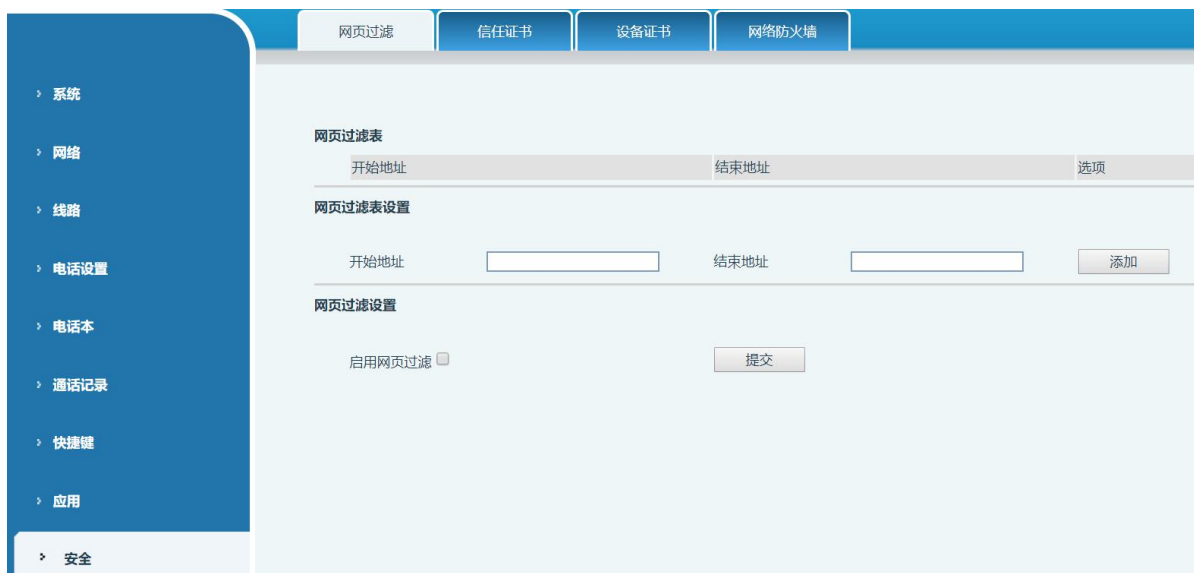 网页过滤
信任证书
设备证书
网络防火墙
系统
网络
线路
电话设置
电话本
通话记录
快捷键
应用
安全
网页过滤表
开始地址 结束地址 选项
网页过滤表设置
开始地址 结束地址 添加
网页过滤设置
启用网页过滤 提交